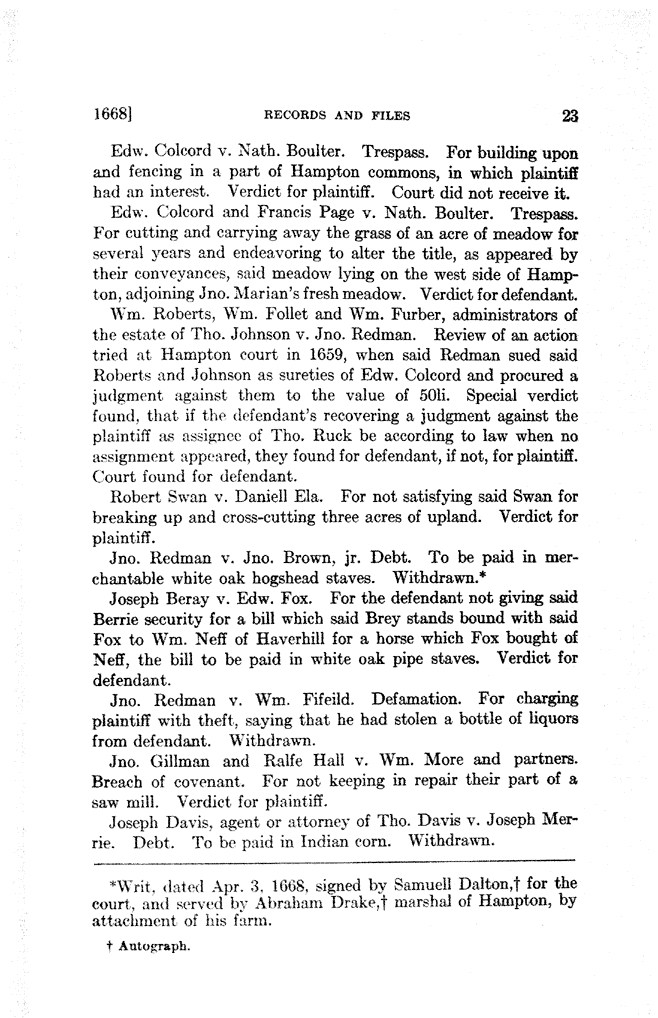 1668]	RECORDS AND FILES	23
Edw. Colcord v. Nath. Boulter. Trespass. For building upon
and fencing in a part of Hampton commons, in which plaintiff
had an interest. Verdict for plaintiff. Court did not receive it.
Edw. Colcord and Francis Page v. Nath. Boulter. Trespass.
For cutting and carrying away the grass of an acre of meadow for
several years and endeavoring to alter the title, as appeared by
their conveyances, said meadow lying on the west side of Hamp-
ton, adjoining Jno. Marian's fresh meadow. Verdict for defendant.
Wm. Roberts, Wm. Follet and Wm. Furber, administrators of
the estate of Tho. Johnson v. Jno. Redman. Review of an action
tried at Hampton court in 1659, when said Redman sued said
Roberts and Johnson as sureties of Edw. Colcord and procured a
judgment against them to the value of 50li. Special verdict
found, that if the defendant's recovering a judgment against the
plaintiff as assignee of Tho. Ruck be according to law when no
assignment appeared, they found for defendant, if not, for plaintiff.
Court found for defendant.
Robert Swan v. Daniell Ela. For not satisfying said Swan for
breaking up and cross-cutting three acres of upland. Verdict for
plaintiff.
Jno. Redman v. Jno. Brown, jr. Debt. To be paid in mer-
chantable white oak hogshead staves. Withdrawn.*
Joseph Beray v. Edw. Fox. For the defendant not giving said
Berrie security for a bill which said Brey stands bound with said
Fox to Wm. Neff of Haverhill for a horse which Fox bought of
Neff, the bill to be paid in white oak pipe staves. Verdict for
defendant.
Jno. Redman v. Wm. Fifeild. Defamation. For charging
plaintiff with theft, saying that he had stolen a bottle of liquors
from defendant. Withdrawn.
Jno. Gillman and Ralfe Hall v. Wm. More and partners.
Breach of covenant. For not keeping in repair their part of a
saw mill. Verdict for plaintiff.
Joseph Davis, agent or attorney of Tho. Davis v. Joseph Mer-
rie. Debt. To be paid in Indian corn. Withdrawn.
*Writ, dated Apr. 3, 1668, signed by Samuell Dalton,† for the
court, and served by Abraham Drake,† marshal of Hampton, by
attachment of his farm.
† Autograph.